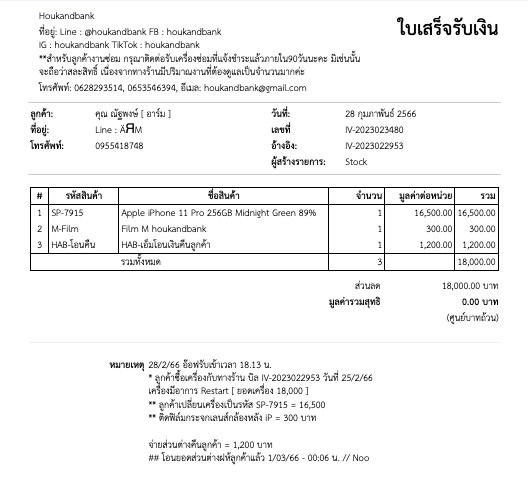 Houkandbank
ใบเสร็จรับเงิน
ที่อยู่: Line : @houkandbank FB : houkandbank
IG : houkandbank TikTok : houkandbank
**สำหรับลูกค้างานซ่อม กรุณาติดต่อรับเครื่องซ่อมที่แจ้งชำระแล้วภายใน90วันนะคะ มิเช่นนั้น
จะถือว่าสละสิทธิ์ เนื่องจากทางร้านมีปริมาณงานที่ต้องดูแลเป็นจำนวนมากค่ะ
โทรศัพท์: 0628293514, 0653546394, อีเมล: houkandbank@gmail.com
ลูกค้า: คุณ ณัฐพงษ์ [ อาร์ม ] วันที่: 28 กุมภาพันธ์ 2566
ที่อยู่: Line : ÄЯM เลขที่ IV-2023023480
โทรศัพท์: 0955418748 อ้างอิง: IV-2023022953
ผู้สร้างรายการ: Stock
# รหัสสินค้า ชื่อสินค้า จำนวน มูลค่าต่อหน่วย รวม
1 SP-7915 Apple iPhone 11 Pro 256GB Midnight Green 89% 1 16,500.00 16,500.00
2 M-Film Film M houkandbank 1 300.00 300.00
3 HAB-โอนคืน HAB-เอ็มโอนเงินคืนลูกค้า 1 1,200.00 1,200.00
รวมทั้งหมด 3 18,000.00
ส่วนลด 18,000.00 บาท
มูลค่ารวมสุทธิ 0.00 บาท
(ศูนย์บาทถ้วน)
หมายเหตุ 28/2/66 อ๊อฟรับเข้าเวลา 18.13 น.
* ลูกค้าซื้อเครื่องกับทางร้าน บิล IV-2023022953 วันที่ 25/2/66
เครื่องมีอาการ Restart [ ยอดเครื่อง 18,000 ]
** ลูกค้าเปลี่ยนเครื่องเป็นรหัส SP-7915 = 16,500
** ติดฟิล์มกระจกเลนส์กล้องหลัง iP = 300 บาท
จ่ายส่วนต่างคืนลูกค้า = 1,200 บาท
## โอนยอดส่วนต่างให้ลูกค้าแล้ว 1/03/66 - 00:06 น. // Noo